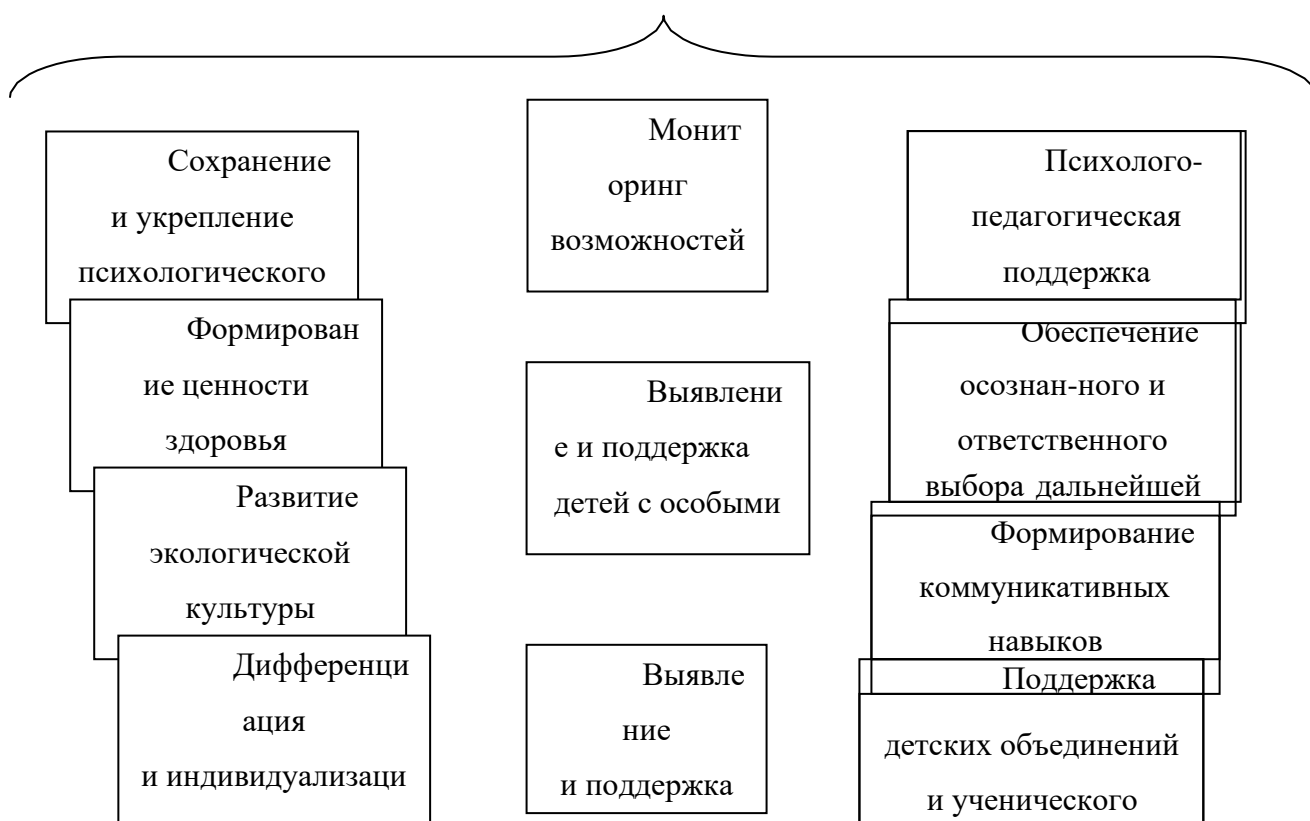 Сохранение
и укрепление
психологического
Формирован
ие ценности
здоровья
Развитие
экологической
культуры
Дифференци
ация
и индивидуализаци
Монит
оринг
возможностей
Выявлени
е и поддержка
детей с особыми
Выявле
ние
и поддержка
Психолого-
педагогическая
поддержка
Обеспечение
осознан-ного и
ответственного
выбора дальнейшей
Формирование
коммуникативных
навыков
Поддержка
детских объединений
и ученического